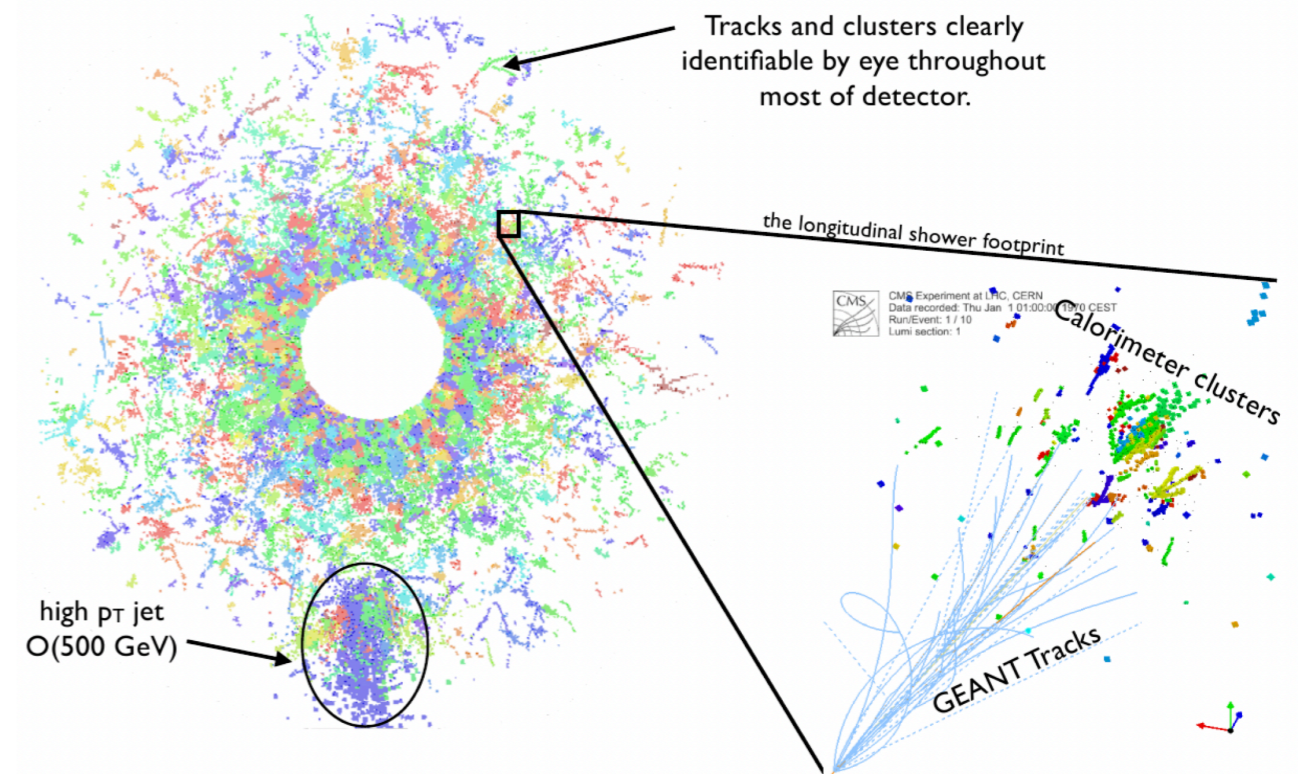 Tracks and clusters clearly
identifiable by eye throughout
most of detector.
the longitudinal shower footprint
CMS
CMS Experiment at LHC, CERN
Data recorded: Thu Jan 1 01:00:00 1970 CEST
Run/Event: 1 / 10
Lumi section: 1
Calorimeter clusters
high pT jet
O(500 GeV)
GEANT Tracks